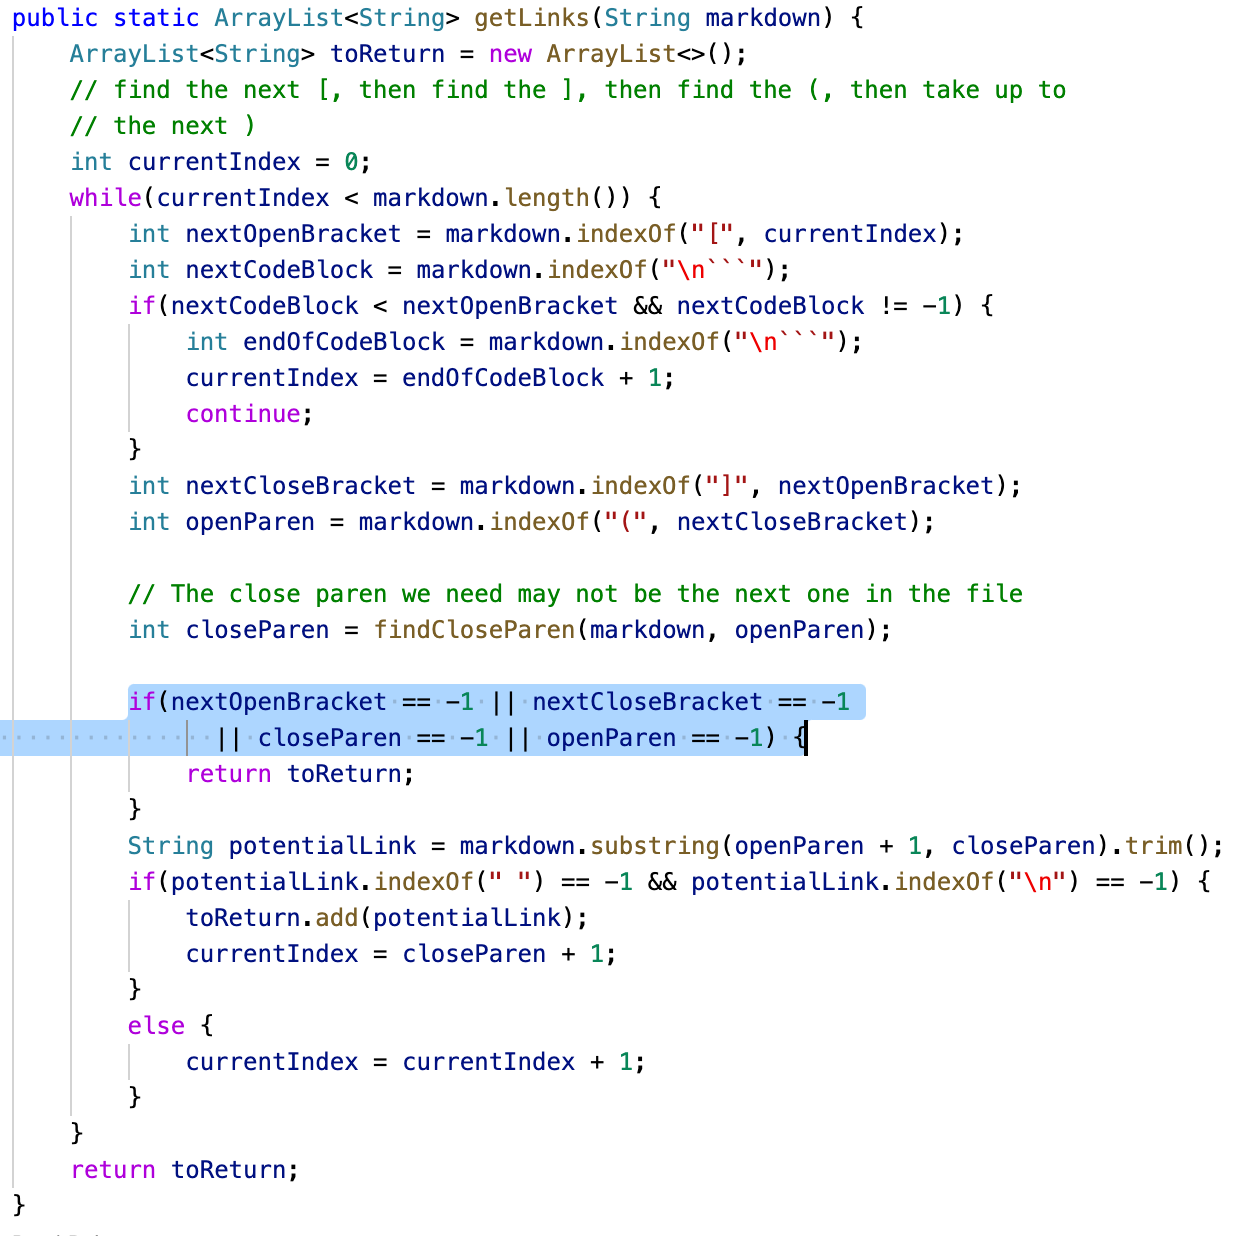 public static ArrayList<String> getLinks(String markdown) {
    ArrayList<String> toReturn = new ArrayList<>();
    // find the next [, then find the ], then find the (, then take up to
    // the next )
    int currentIndex = 0;
    while(currentIndex < markdown.length()) {
        int nextOpenBracket = markdown.indexOf("[", currentIndex);
        int nextCodeBlock = markdown.indexOf("\n```");
        if(nextCodeBlock < nextOpenBracket && nextCodeBlock != -1) {
            int endOfCodeBlock = markdown.indexOf("\n```");
            currentIndex = endOfCodeBlock + 1;
            continue;
        }
        int nextCloseBracket = markdown.indexOf("]", nextOpenBracket);
        int openParen = markdown.indexOf("(", nextCloseBracket);

        // The close paren we need may not be the next one in the file
        int closeParen = findCloseParen(markdown, openParen);

        if(nextOpenBracket == -1 || nextCloseBracket == -1
              || closeParen == -1 || openParen == -1) {
            return toReturn;
        }
        String potentialLink = markdown.substring(openParen + 1, closeParen).trim();
        if(potentialLink.indexOf(" ") == -1 && potentialLink.indexOf("\n") == -1) {
            toReturn.add(potentialLink);
            currentIndex = closeParen + 1;
        }
        else {
            currentIndex = currentIndex + 1;
        }
    }
    return toReturn;
}